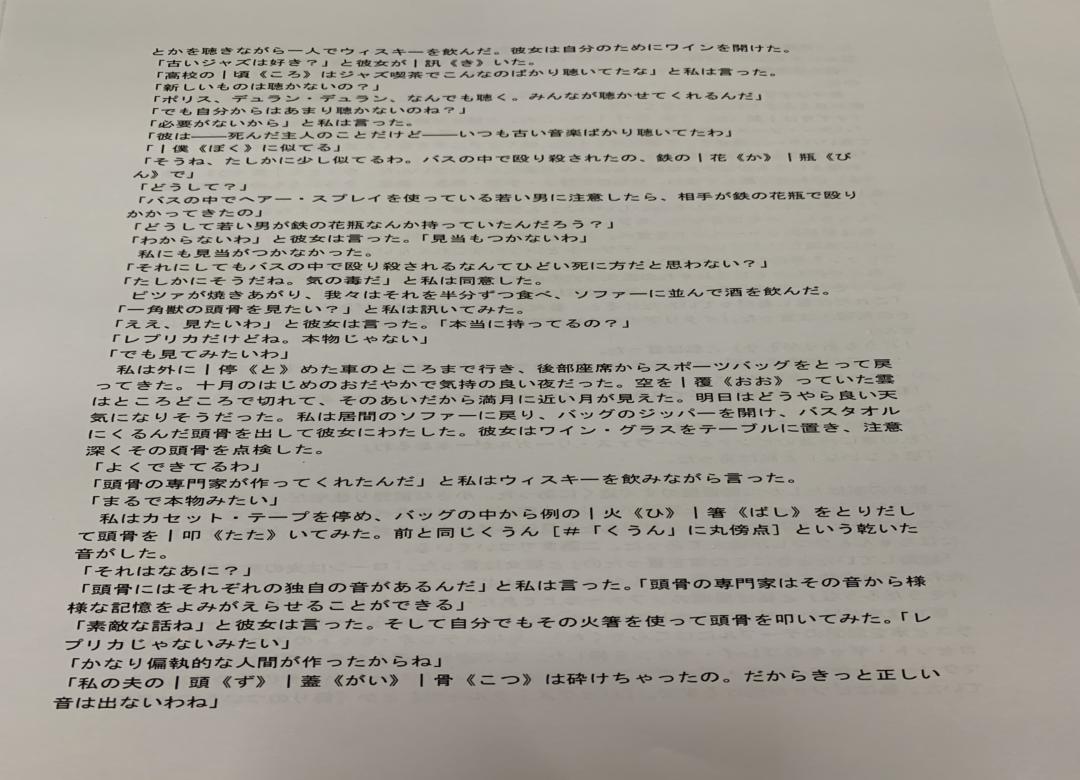 とかを聴きながら一人でウィスキーを飲んだ。彼女は自分のためにワインを開けた。
「古いジャズは好き？」と彼女が｜訊《き》いた。
「高校の｜頃《ころ》はジャズ喫茶でこんなのばかり聴いてたな」と私は言った。
「新しいものは聴かないの？」
「ポリス、デュラン・デュラン、なんでも聴く。みんなが聴かせてくれるんだ」
「でも自分からはあまり聴かないのね？」
「必要がないから」と私は言った。
「彼は——死んだ主人のことだけど——いつも古い音楽ばかり聴いてたわ」
「｜僕《ぼく》に似てる」
「そうね、たしかに少し似てるわ。バスの中で殴り殺されたの、鉄の｜花《か》｜瓶《び
ん》で」
「どうして？」
「バスの中でヘアー・スプレイを使っている若い男に注意したら、相手が鉄の花瓶で殴り
かかってきたの」
「どうして若い男が鉄の花瓶なんか持っていたんだろう？」
「わからないわ」と彼女は言った。「見当もつかないわ」
私にも見当がつかなかった。
「それにしてもバスの中で殴り殺されるなんてひどい死に方だと思わない？」
「たしかにそうだね。気の毒だ」と私は同意した。
ピツァが焼きあがり、我々はそれを半分ずつ食べ、ソファーに並んで酒を飲んだ。
「一角獣の頭骨を見たい？」と私は訊いてみた。
「ええ、見たいわ」と彼女は言った。「本当に持ってるの？」
「レプリカだけどね。本物じゃない」
「でも見てみたいわ」
私は外に｜停《と》めた車のところまで行き、後部座席からスポーツバッグをとって戻
ってきた。十月のはじめのおだやかで気持の良い夜だった。空を｜覆《おお》っていた雲
はところどころで切れて、そのあいだから満月に近い月が見えた。明日はどうやら良い天
気になりそうだった。私は居間のソファーに戻り、バッグのジッパーを開け、バスタオル
にくるんだ頭骨を出して彼女にわたした。彼女はワイン・グラスをテーブルに置き、注意
深くその頭骨を点検した。
「よくできてるわ」
「頭骨の専門家が作ってくれたんだ」と私はウィスキーを飲みながら言った。
「まるで本物みたい」
私はカセット・テープを停め、バッグの中から例の｜火《ひ》｜箸《ばし》をとりだし
て頭骨を｜叩《たた》いてみた。前と同じくうん［＃「くうん」に丸傍点］という乾いた
音がした。
「それはなあに？」
「頭骨にはそれぞれの独自の音があるんだ」と私は言った。「頭骨の専門家はその音から様
様な記憶をよみがえらせることができる」
「素敵な話ね」と彼女は言った。そして自分でもその火箸を使って頭骨を叩いてみた。「レ
プリカじゃないみたい」
「かなり偏執的な人間が作ったからね」
「私の夫の｜頭《ず》｜蓋《がい》｜骨《こつ》は砕けちゃったの。だからきっと正しい
音は出ないわね」